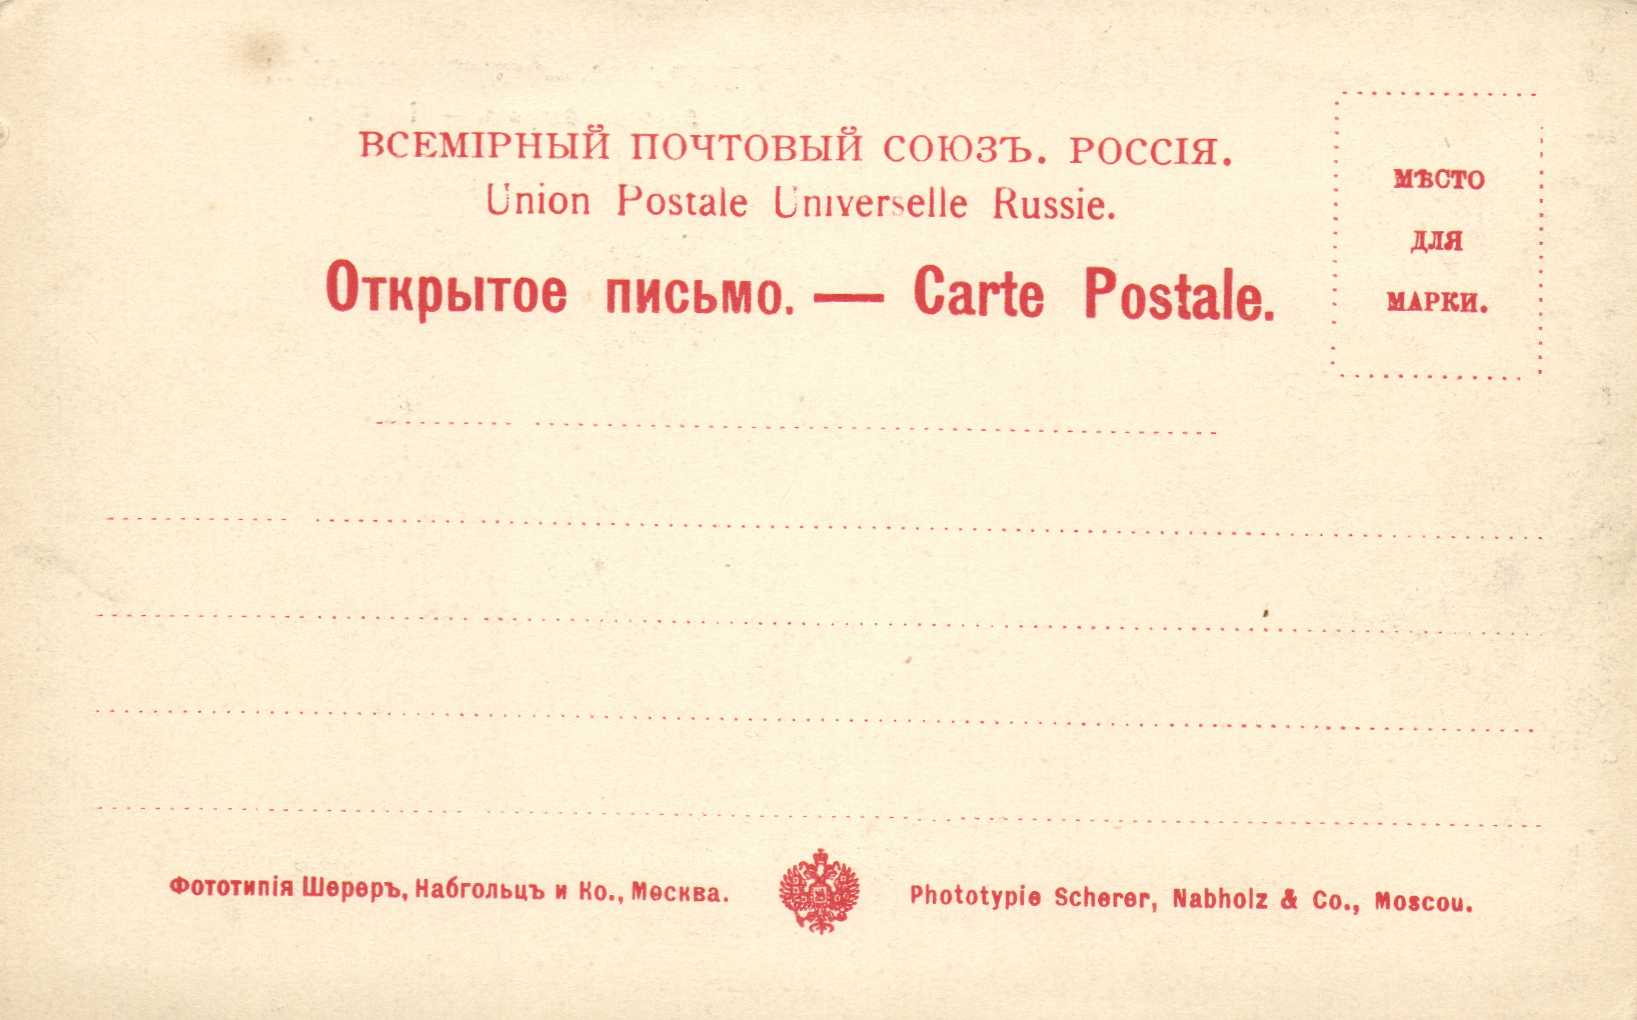 ВСЕМІРНЫЙ ПОЧТОВЫЙ СОЮЗЪ. РОССІЯ.
Union Postale Universelle Russie.
Открытое письмо. — Carte Postale.
МѢСТО
ДЛЯ
МАРКИ.
Фототипія Шереръ, Набгольцъ и Ко., Москва.
Phototypie Scherer, Nabholz & Co., Moscou.